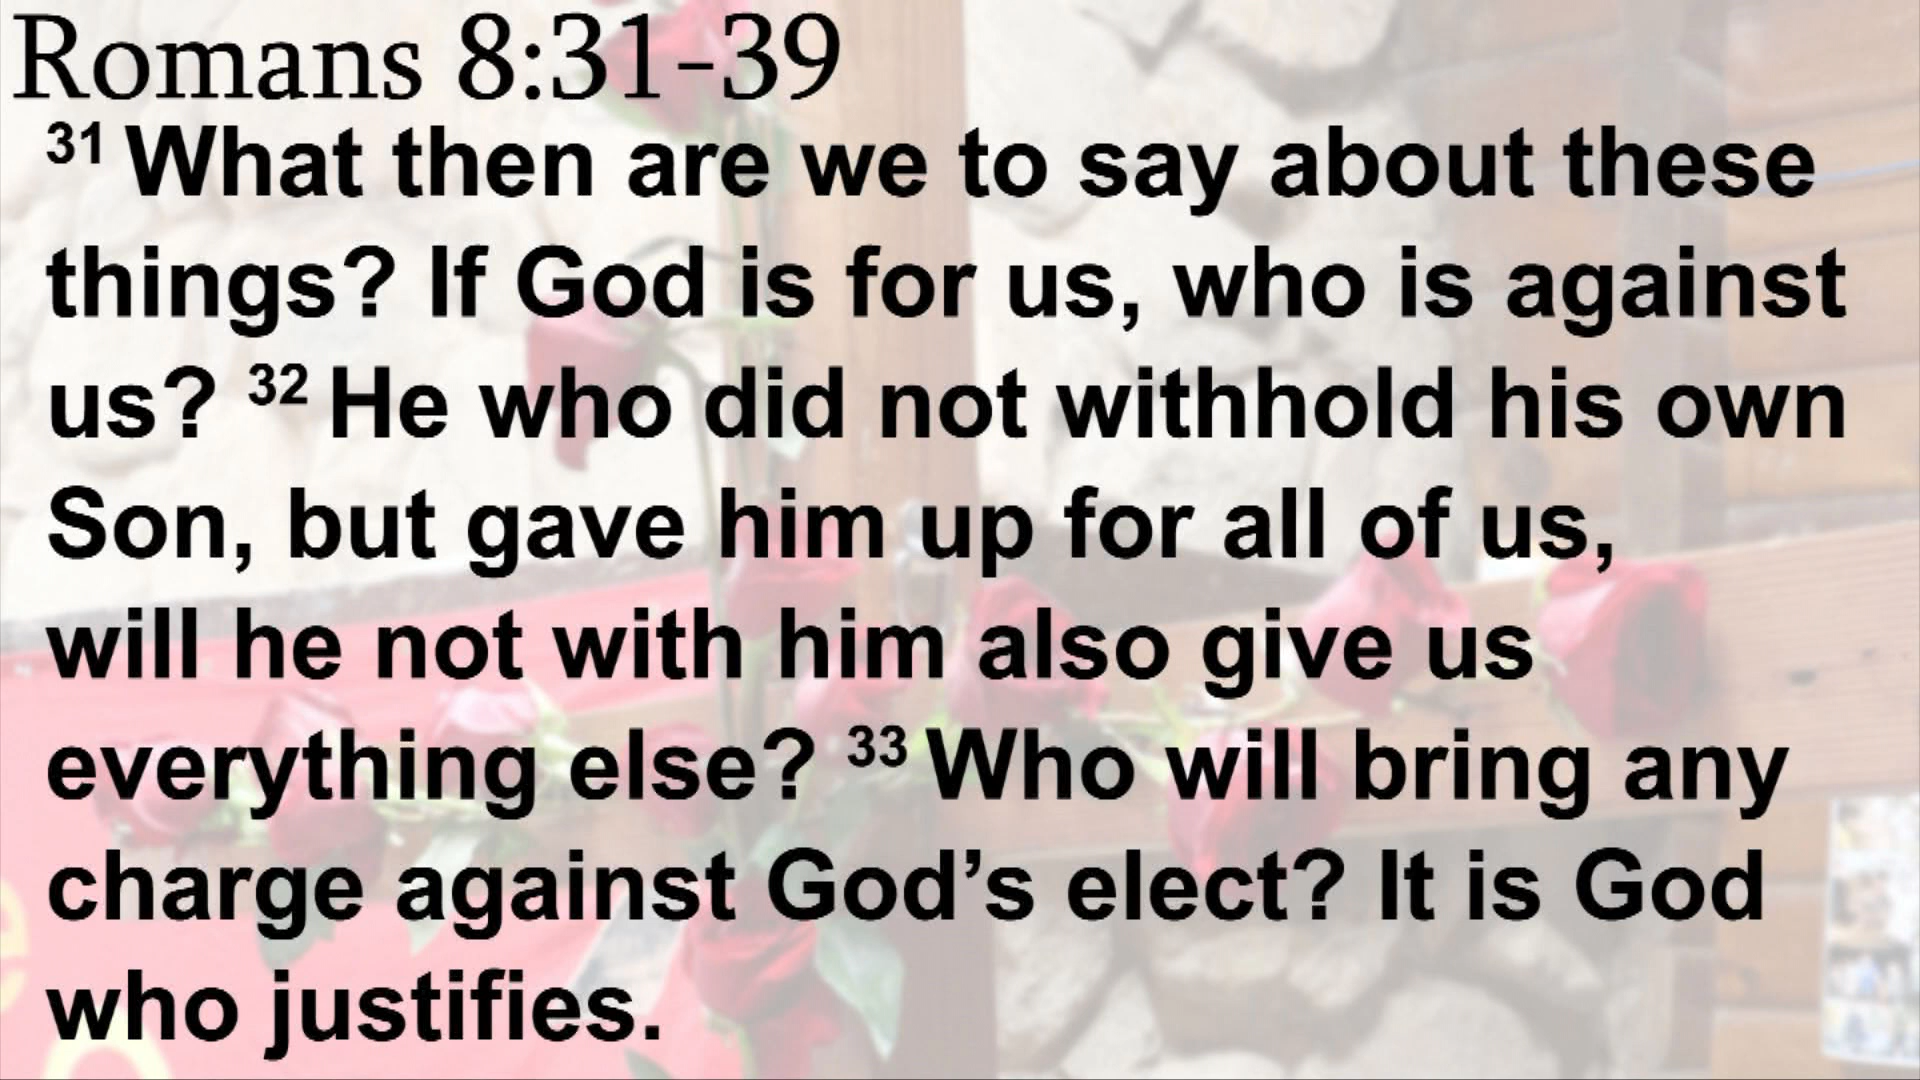 Romans 8:31-39
31 What then are we to say about these
things? If God is for us, who is against
us? 32 He who did not withhold his own
Son, but gave him up for all of us,
will he not with him also give us
everything else? 33 Who will bring any
charge against God’s elect? It is God
who justifies.